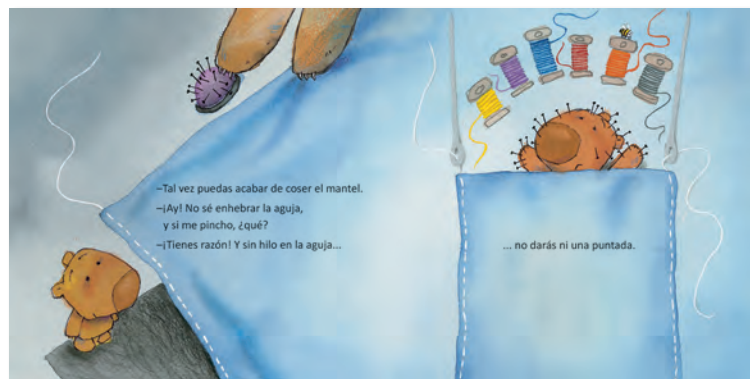 –Tal vez puedas acabar de coser el mantel.
–¡Ay! No sé enhebrar la aguja,
y si me pincho, ¿qué?
–¡Tienes razón! Y sin hilo en la aguja...
... no darás ni una puntada.